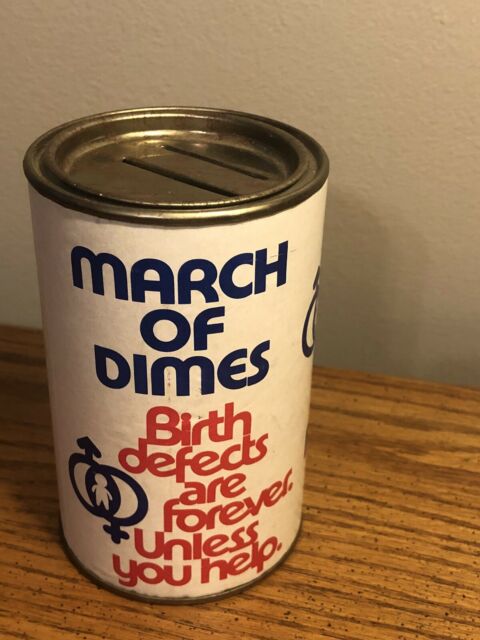 MARCH
OF
DIMES
Birth
defects
are
forever.
Unless
you help.